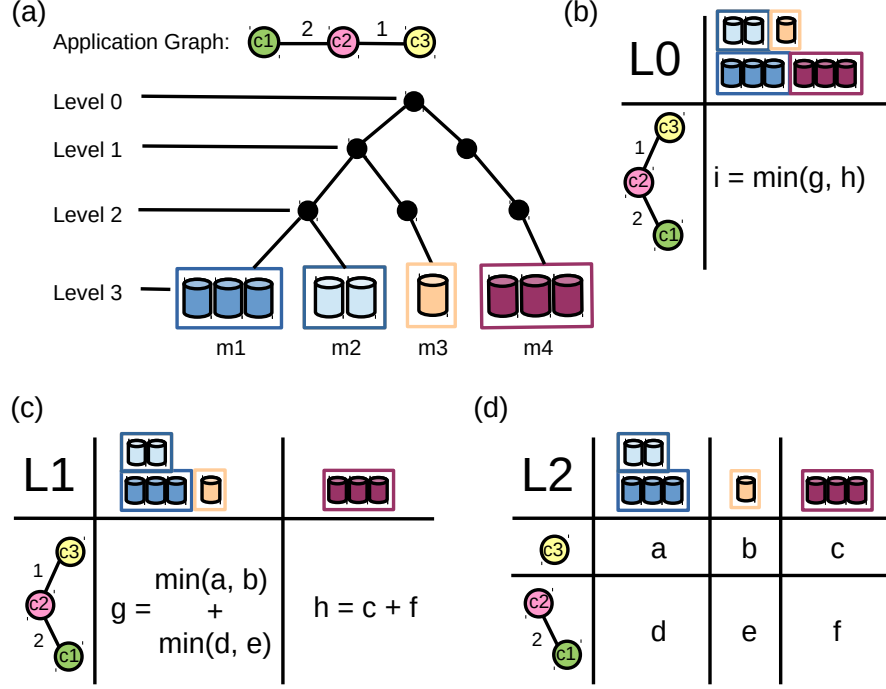 (a)
Application Graph:
c1 2 c2 1 c3
Level 0
Level 1
Level 2
Level 3
m1 m2 m3 m4
(b)
L0
c3
1
c2
2
c1
i = min(g, h)
(c)
L1
c3
1
c2
2
c1
g = min(a, b)
+
min(d, e)
h = c + f
(d)
L2
c3
a b c
c2
2
c1
d e f